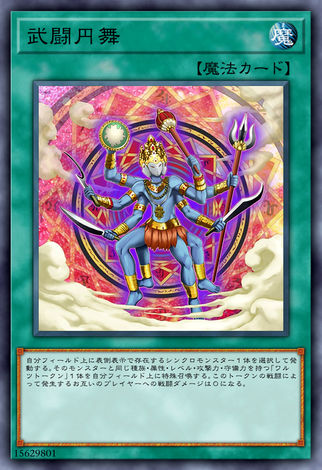 武闘円舞
魔
【魔法カード】
自分フィールド上に表側表示で存在するシンクロモンスター1体を選択して発
動する。そのモンスターと同じ種族・属性・レベル・攻撃力・守備力を持つ「ワル
ツトークン」1体を自分フィールド上に特殊召喚する。このトークンの戦闘によ
って発生するお互いのプレイヤーへの戦闘ダメージは0になる。
15629801